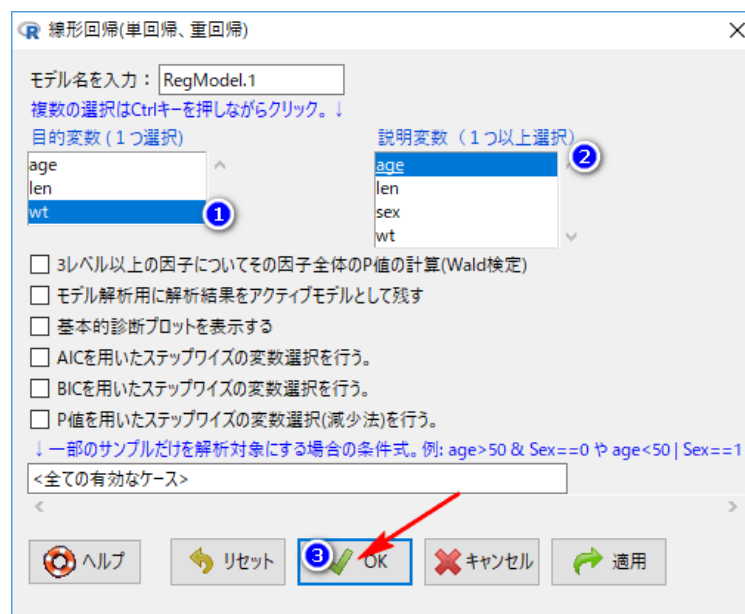 線形回帰(単回帰、重回帰)
モデル名を入力： RegModel.1
複数の選択はCtrlキーを押しながらクリック。↓
目的変数(１つ選択)
age
len
wt
1
説明変数（１つ以上選択）
2
age
len
sex
wt
3レベル以上の因子についてその因子全体のP値の計算(Wald検定)
モデル解析用に解析結果をアクティブモデルとして残す
基本的診断プロットを表示する
AICを用いたステップワイズの変数選択を行う。
BICを用いたステップワイズの変数選択を行う。
P値を用いたステップワイズの変数選択(減少法)を行う。
↓一部のサンプルだけを解析対象にする場合の条件式。例: age>50 & Sex==0 や age<50 | Sex==1
<全ての有効なケース>
ヘルプ リセット 3 OK キャンセル 適用